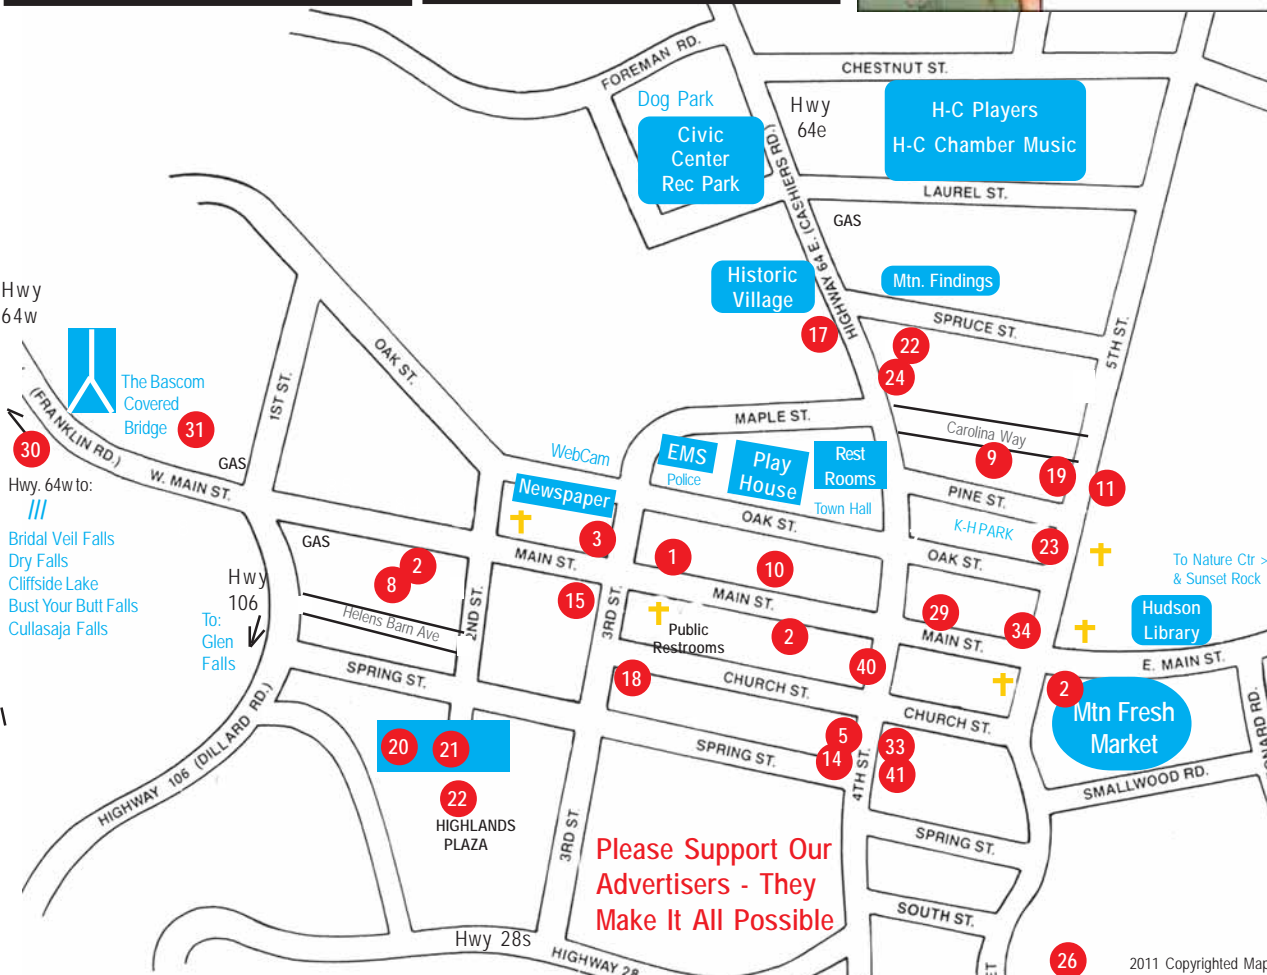 FOREMAN RD.
CHESTNUT ST.
Dog Park
Civic
Center
Rec Park
Hwy
64e
H-C Players
H-C Chamber Music
LAUREL ST.
GAS
HIGHWAY 64 E. (CASHIERS RD.)
Historic
Village
Mtn. Findings
SPRUCE ST.
5TH ST.
17
22
24
Hwy
64w
(FRANKLIN RD.)
The Bascom
Covered
Bridge
31
30
1ST ST.
OAK ST.
GAS
W. MAIN ST.
Hwy. 64w to:
///
Bridal Veil Falls
Dry Falls
Cliffside Lake
Bust Your Butt Falls
Cullasaja Falls
MAPLE ST.
Carolina Way
9
19
11
WebCam
EMS
Police
Play
House
Rest
Rooms
Town Hall
PINE ST.
Newspaper
OAK ST.
K-H PARK
23
OAK ST.
3
MAIN ST.
1
10
MAIN ST.
GAS
2
8
Hwy
106
To:
Glen
Falls
Helens Barn Ave
2ND ST.
15
3RD ST.
Public
Restrooms
2
29
MAIN ST.
34
To Nature Ctr >
& Sunset Rock
Hudson
Library
E. MAIN ST.
SPRING ST.
18
CHURCH ST.
40
CHURCH ST.
2
Mtn Fresh
Market
HIGHWAY 106 (DILLARD RD.)
20
21
22
HIGHLANDS
PLAZA
SPRING ST.
5
14
4TH ST.
33
41
SMALLWOOD RD.
3RD ST.
SPRING ST.
Please Support Our
Advertisers - They
Make It All Possible
SOUTH ST.
Hwy 28s
HIGHWAY 28
26
2011 Copyrighted Map